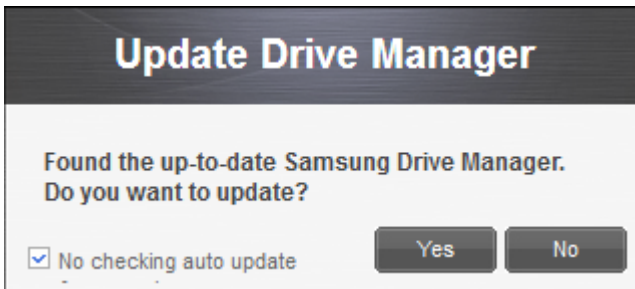 Update Drive Manager
Found the up-to-date Samsung Drive Manager.
Do you want to update?
Yes No
No checking auto update